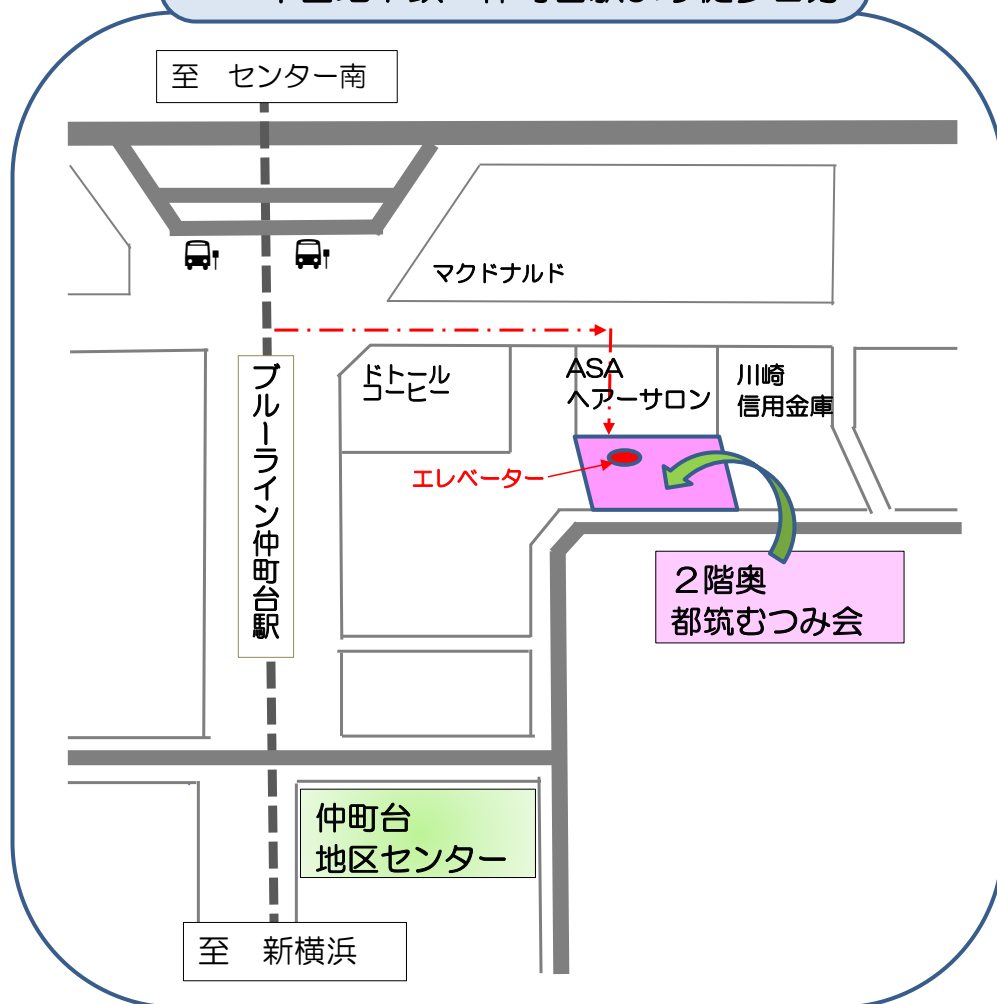 至　センター南
マクドナルド
ドトール
コーヒー
ASA
ヘアーサロン
川崎
信用金庫
エレベーター
ブルーライン仲町台駅
２階奥
都筑むつみ会
仲町台
地区センター
至　新横浜